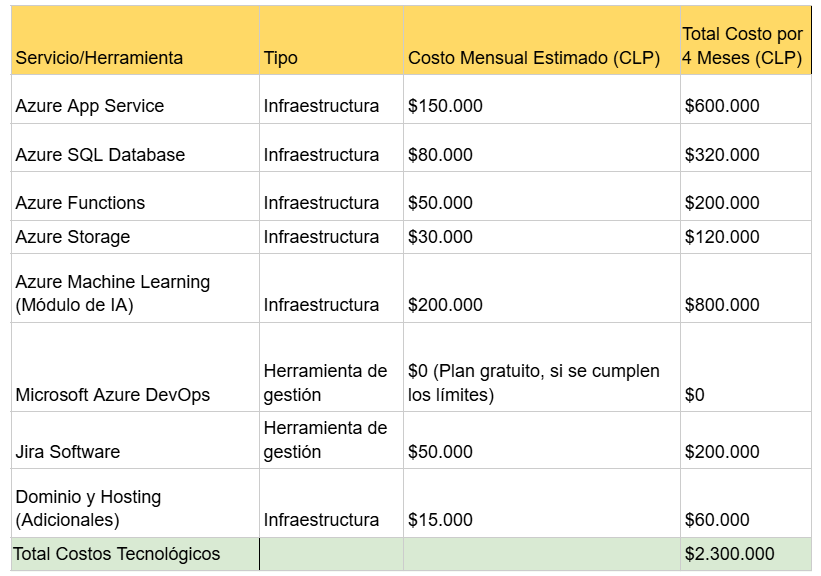 Servicio/Herramienta Tipo Costo Mensual Estimado (CLP) Total Costo por
4 Meses (CLP)
Azure App Service Infraestructura $150.000 $600.000
Azure SQL Database Infraestructura $80.000 $320.000
Azure Functions Infraestructura $50.000 $200.000
Azure Storage Infraestructura $30.000 $120.000
Azure Machine Learning
(Módulo de IA) Infraestructura $200.000 $800.000
Herramienta de $0 (Plan gratuito, si se cumplen
Microsoft Azure DevOps gestión los límites) $0
Herramienta de
Jira Software gestión $50.000 $200.000
Dominio y Hosting
(Adicionales) Infraestructura $15.000 $60.000
Total Costos Tecnológicos $2.300.000